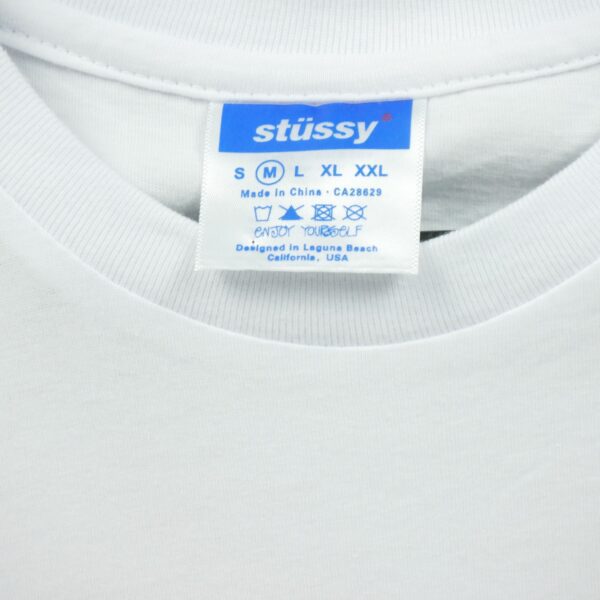 stüssy
S M L XL XXL
Made in China · CA28629
ENJOY YOURSELF
Designed in Laguna Beach
California, USA